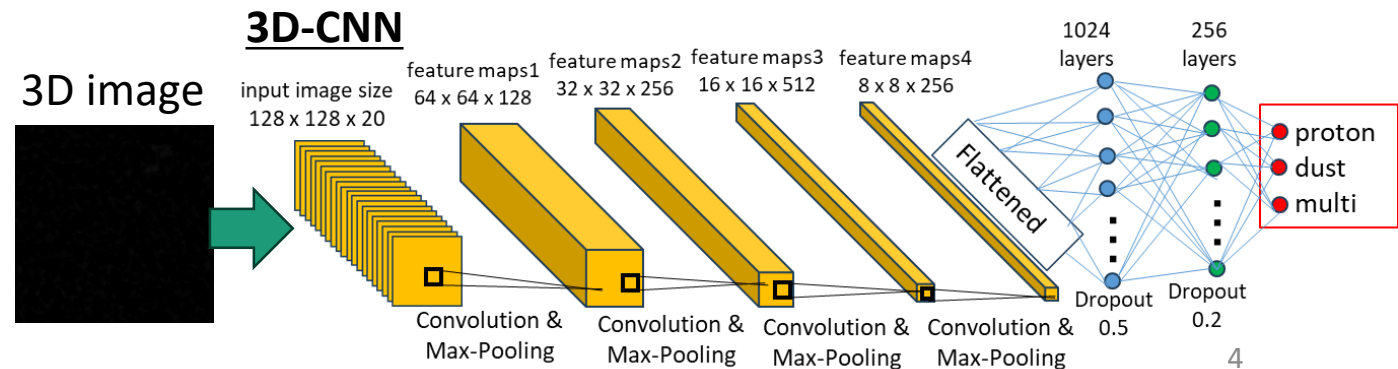 3D-CNN
3D image
input image size
128 x 128 x 20
feature maps1
64 x 64 x 128
feature maps2
32 x 32 x 256
feature maps3
16 x 16 x 512
feature maps4
8 x 8 x 256
1024
layers
256
layers
Flattened
proton
dust
multi
Convolution &
Max-Pooling
Convolution &
Max-Pooling
Convolution &
Max-Pooling
Convolution &
Max-Pooling
Dropout
0.5
Dropout
0.2
4